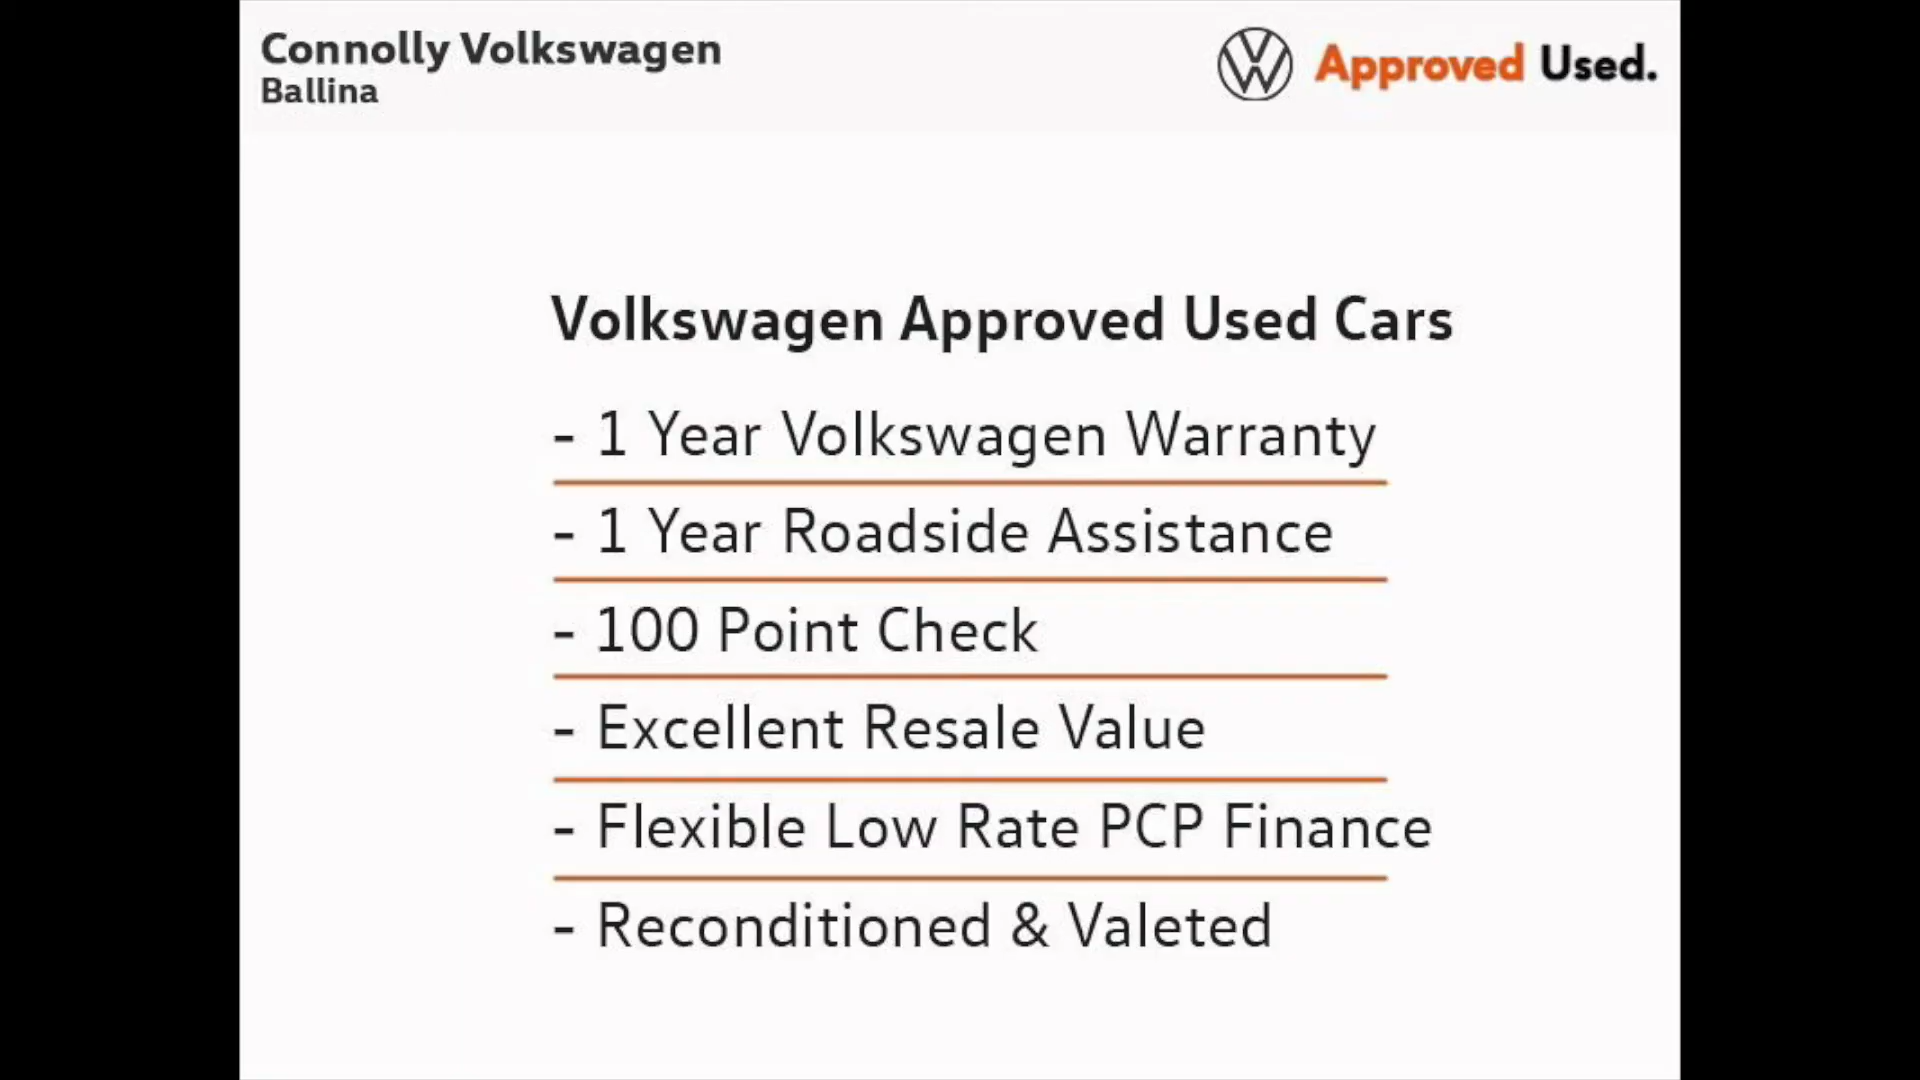 Connolly Volkswagen
Ballina
Approved Used.
Volkswagen Approved Used Cars
- 1 Year Volkswagen Warranty
- 1 Year Roadside Assistance
- 100 Point Check
- Excellent Resale Value
- Flexible Low Rate PCP Finance
- Reconditioned & Valeted